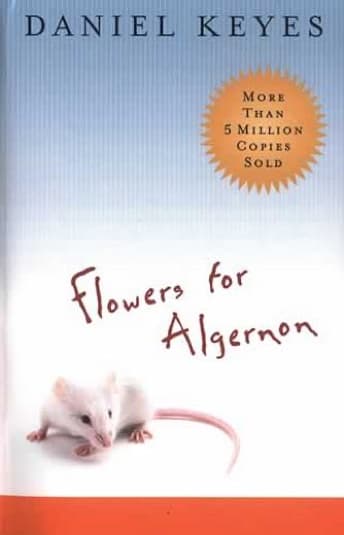 DANIEL KEYES
MORE
THAN
5 MILLION
COPIES
SOLD
Flowers for
Algernon